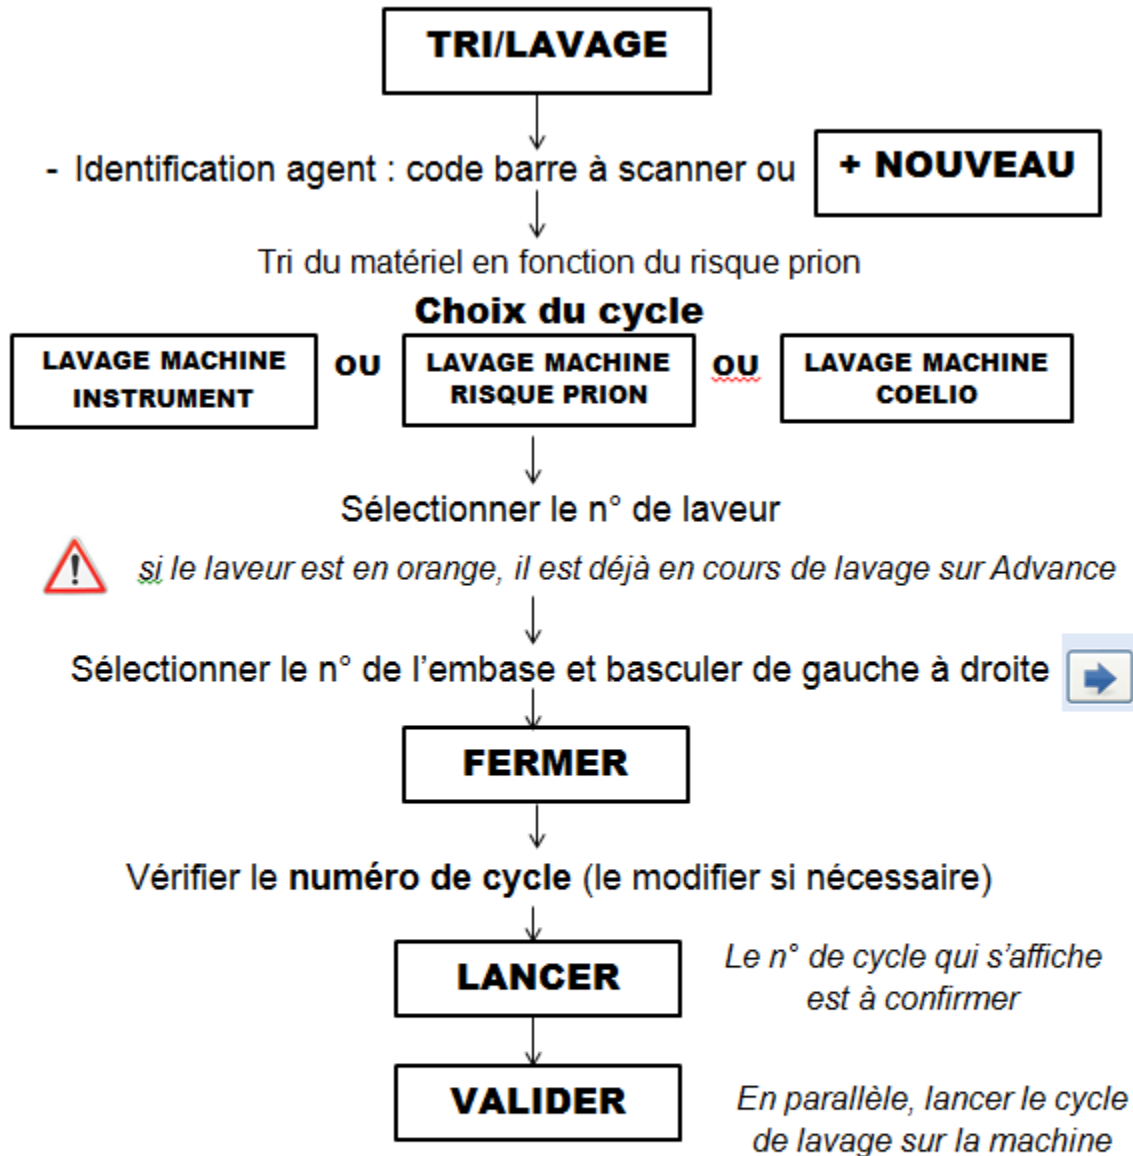 TRI/LAVAGE
- Identification agent : code barre à scanner ou + NOUVEAU
Tri du matériel en fonction du risque prion
Choix du cycle
LAVAGE MACHINE
INSTRUMENT
OU
LAVAGE MACHINE
RISQUE PRION
OU
LAVAGE MACHINE
COELIO
Sélectionner le n° de laveur
si le laveur est en orange, il est déjà en cours de lavage sur Advance
Sélectionner le n° de l'embase et basculer de gauche à droite
FERMER
Vérifier le numéro de cycle (le modifier si nécessaire)
LANCER
Le n° de cycle qui s'affiche
est à confirmer
VALIDER
En parallèle, lancer le cycle
de lavage sur la machine